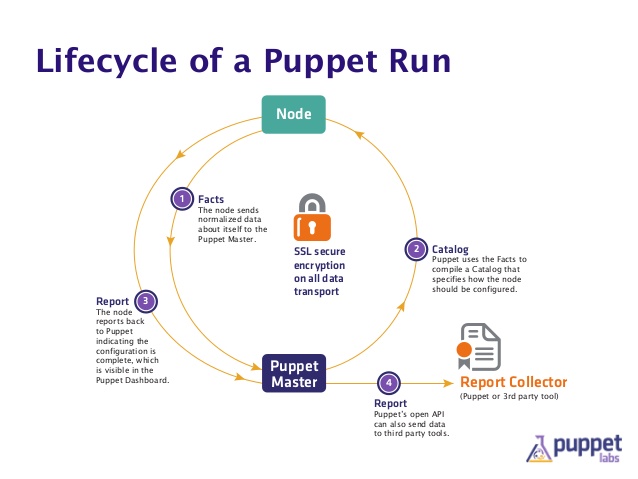 Lifecycle of a Puppet Run
Node
1
Facts
The node sends
normalized data
about itself to the
Puppet Master.
SSL secure
encryption
on all data
transport
2
Catalog
Puppet uses the Facts to
compile a Catalog that
specifies how the node
should be configured.
Report
3
The node
reports back
to Puppet
indicating the
configuration is
complete, which
is visible in the
Puppet Dashboard.
Puppet
Master
4
Report
Puppet's open API
can also send data
to third party tools.
Report Collector
(Puppet or 3rd party tool)
puppet
labs